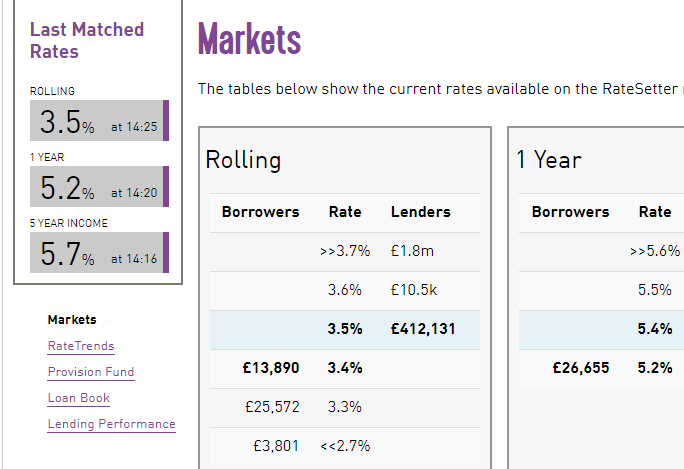 Last Matched
Rates
ROLLING
3.5% at 14:25
1 YEAR
5.2% at 14:20
5 YEAR INCOME
5.7% at 14:16
Markets
RateTrends
Provision Fund
Loan Book
Lending Performance
Markets
The tables below show the current rates available on the RateSetter
Rolling
Borrowers Rate Lenders
>>3.7% £1.8m
3.6% £10.5k
3.5% £412,131
£13,890 3.4%
£25,572 3.3%
£3,801 <<2.7%
1 Year
Borrowers Rate
>>5.6%
5.5%
5.4%
£26,655 5.2%